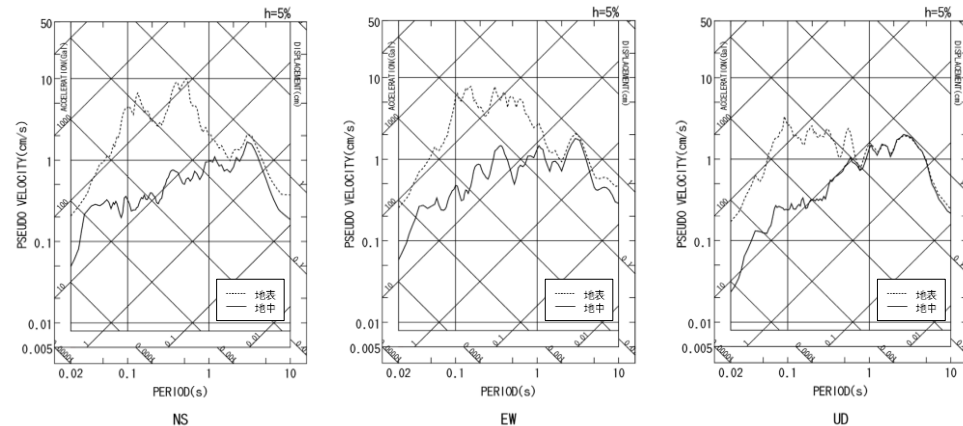 h=5%
50
10
1
0.1
0.01
0.005
PSEUDO VELOCITY(cm/s)
ACCELERATION(Gal)
DISPLACEMENT(cm)
1000
100
10
1
0.1
0.01
0.001
地表
地中
0.02
0.1
1
10
PERIOD(s)
NS
h=5%
50
10
1
0.1
0.01
0.005
PSEUDO VELOCITY(cm/s)
ACCELERATION(Gal)
DISPLACEMENT(cm)
1000
100
10
1
0.1
0.01
0.001
地表
地中
0.02
0.1
1
10
PERIOD(s)
EW
h=5%
50
10
1
0.1
0.01
0.005
PSEUDO VELOCITY(cm/s)
ACCELERATION(Gal)
DISPLACEMENT(cm)
1000
100
10
1
0.1
0.01
0.001
地表
地中
0.02
0.1
1
10
PERIOD(s)
UD